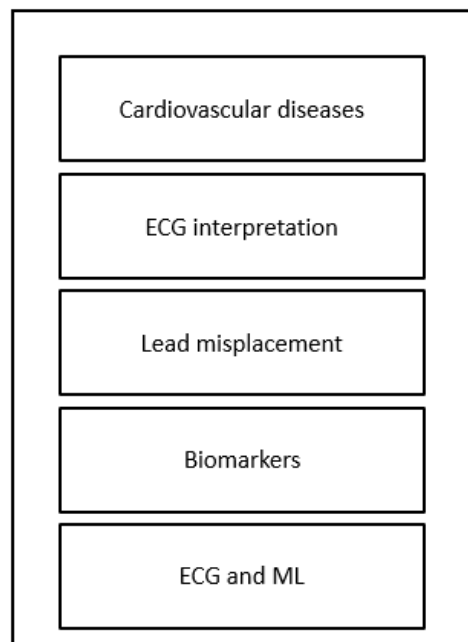 Cardiovascular diseases
ECG interpretation
Lead misplacement
Biomarkers
ECG and ML